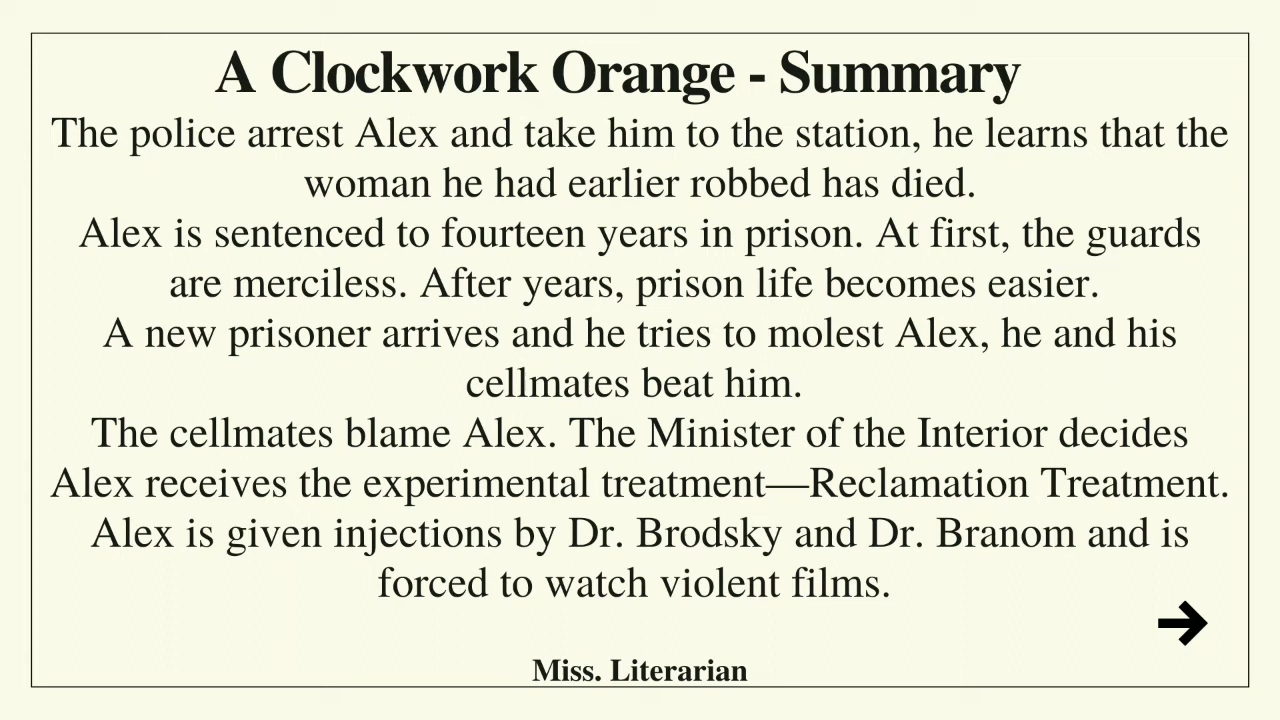 A Clockwork Orange - Summary
The police arrest Alex and take him to the station, he learns that the
woman he had earlier robbed has died.
Alex is sentenced to fourteen years in prison. At first, the guards
are merciless. After years, prison life becomes easier.
A new prisoner arrives and he tries to molest Alex, he and his
cellmates beat him.
The cellmates blame Alex. The Minister of the Interior decides
Alex receives the experimental treatment—Reclamation Treatment.
Alex is given injections by Dr. Brodsky and Dr. Branom and is
forced to watch violent films.
Miss. Literarian